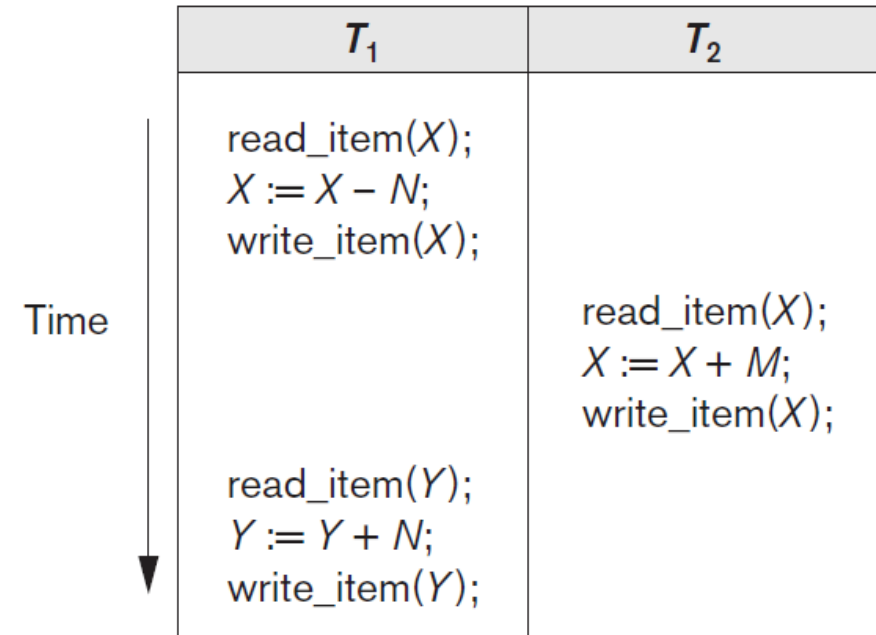 T₁ T₂
read_item(X);
X := X − N;
write_item(X);
Time
read_item(X);
X := X + M;
write_item(X);
read_item(Y);
Y := Y + N;
write_item(Y);